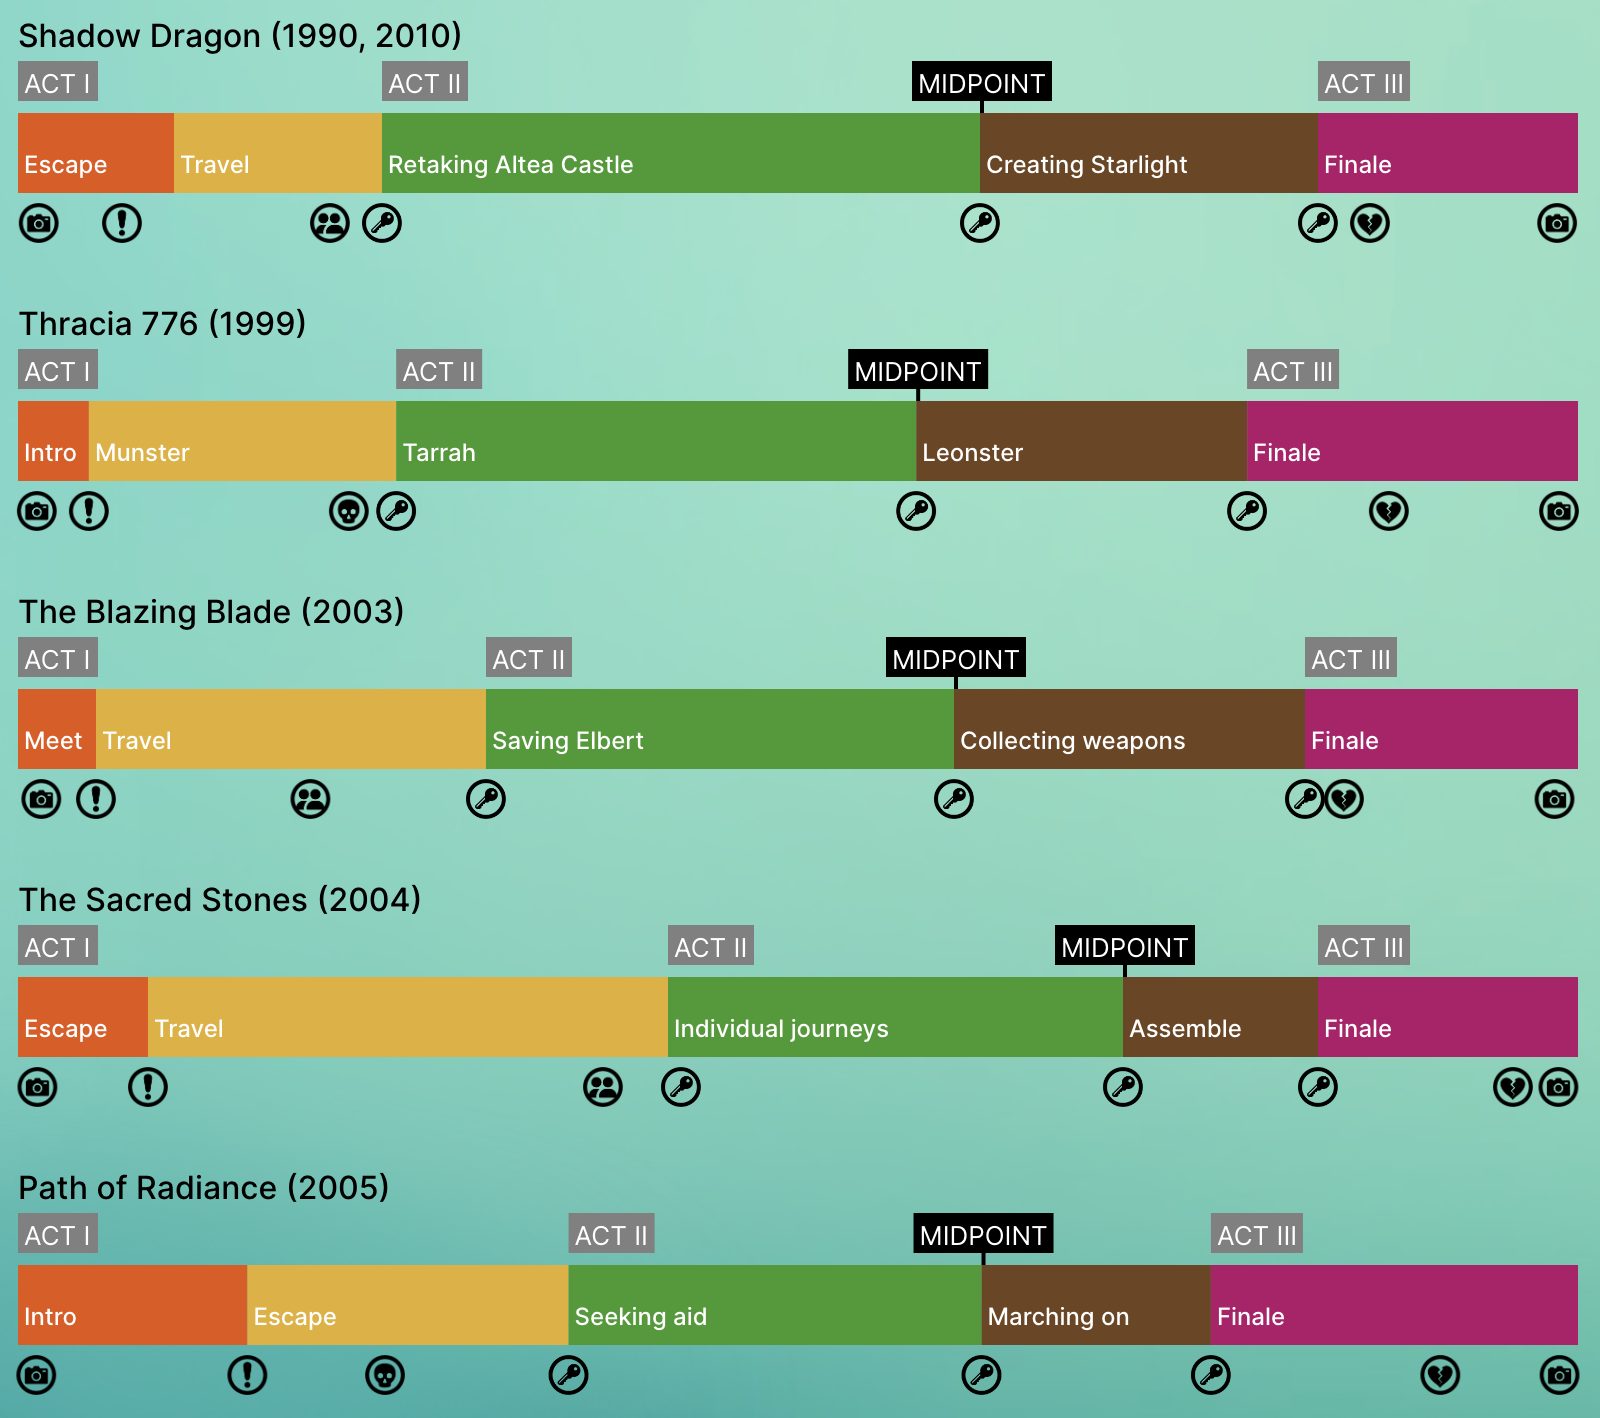 Shadow Dragon (1990, 2010)
ACT I ACT II MIDPOINT ACT III
Escape Travel Retaking Altea Castle Creating Starlight Finale
Thracia 776 (1999)
ACT I ACT II MIDPOINT ACT III
Intro Munster Tarrah Leonster Finale
The Blazing Blade (2003)
ACT I ACT II MIDPOINT ACT III
Meet Travel Saving Elbert Collecting weapons Finale
The Sacred Stones (2004)
ACT I ACT II MIDPOINT ACT III
Escape Travel Individual journeys Assemble Finale
Path of Radiance (2005)
ACT I ACT II MIDPOINT ACT III
Intro Escape Seeking aid Marching on Finale